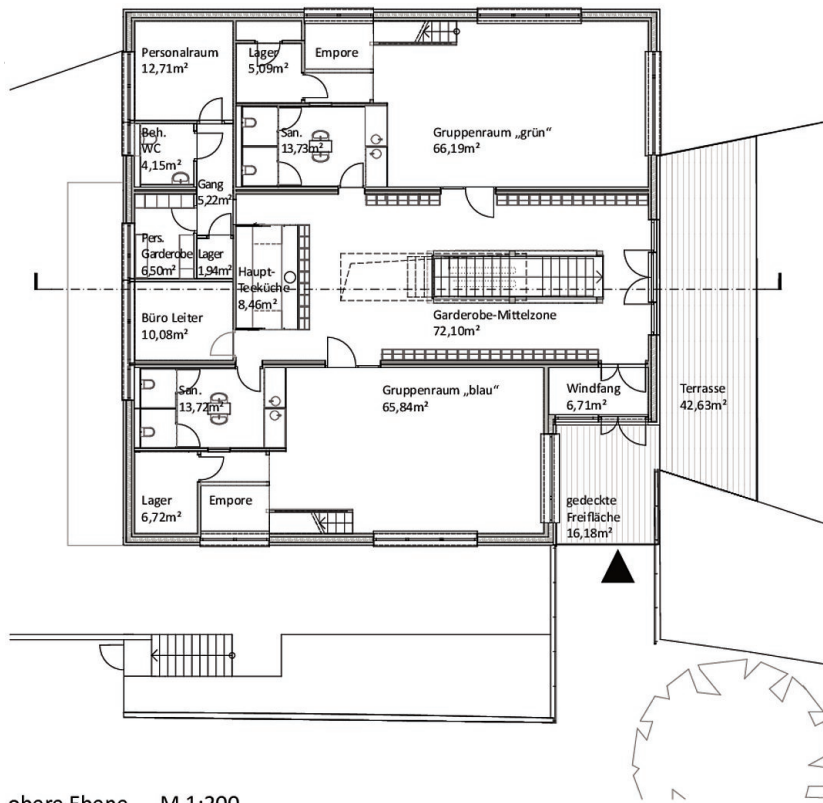 Personalraum
12,71m²
Lager
5,09m²
Empore
Beh.
WC
4,15m²
San.
13,73m²
Gruppenraum „grün“
66,19m²
Gang
5,22m²
Pers.
Garderobe
6,50m²
Lager
1,94m²
Haupt-
Teeküche
8,46m²
Büro Leiter
10,08m²
Garderobe-Mittelzone
72,10m²
San.
13,72m²
Gruppenraum „blau“
65,84m²
Windfang
6,71m²
Terrasse
42,63m²
Lager
6,72m²
Empore
gedeckte
Freifläche
16,18m²
obere Ebene M 1:200